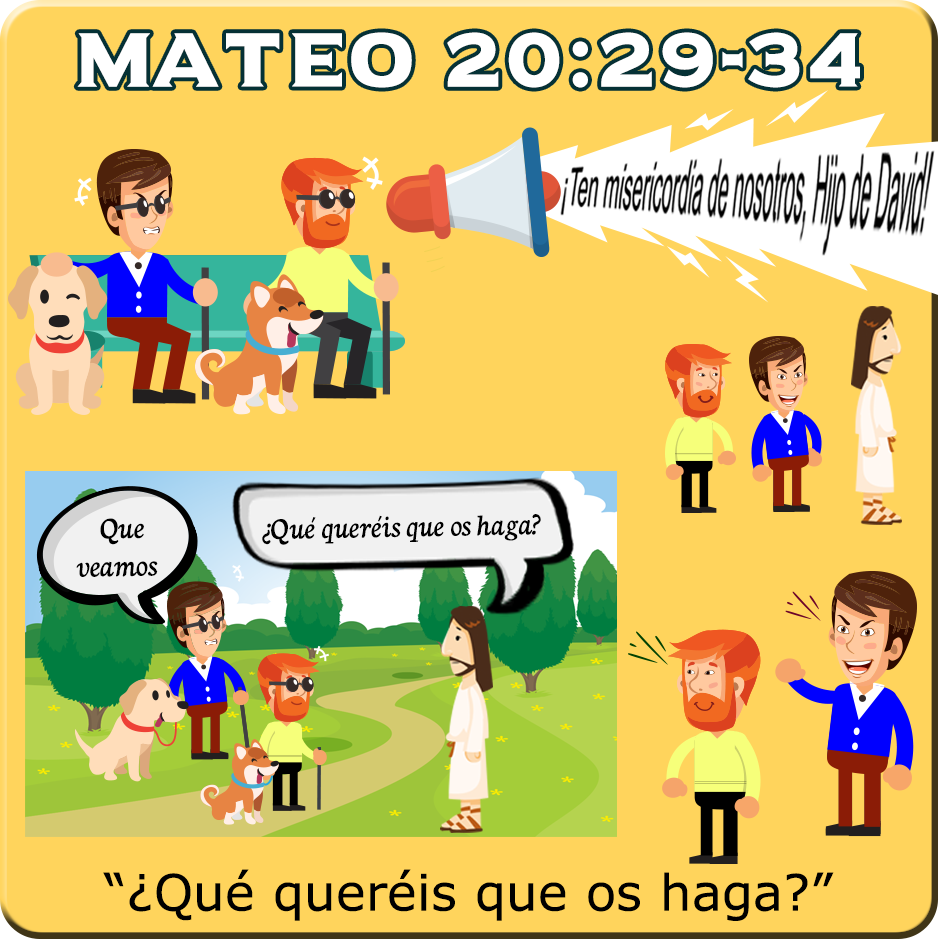 MATEO 20:29-34
¡Ten misericordia de nosotros, Hijo de David!
Que
veamos
¿Qué queréis que os haga?
“¿Qué queréis que os haga?”